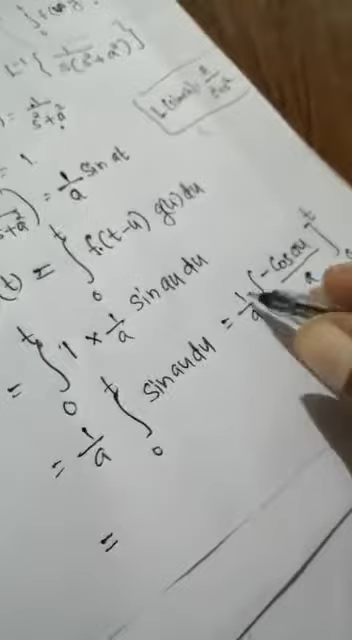 L⁻¹ { 1/(s(s²+a²)) }
L(sin at) = a/(s²+a²)
= 1/(s²+a²)
= 1
= 1/a sin at
(t) = ∫₀ᵗ f(t-u) g(u) du
= ∫₀ᵗ 1 × 1/a sin au du
= 1/a ∫₀ᵗ sin au du = 1/a [ -cos au / a ]₀ᵗ
=